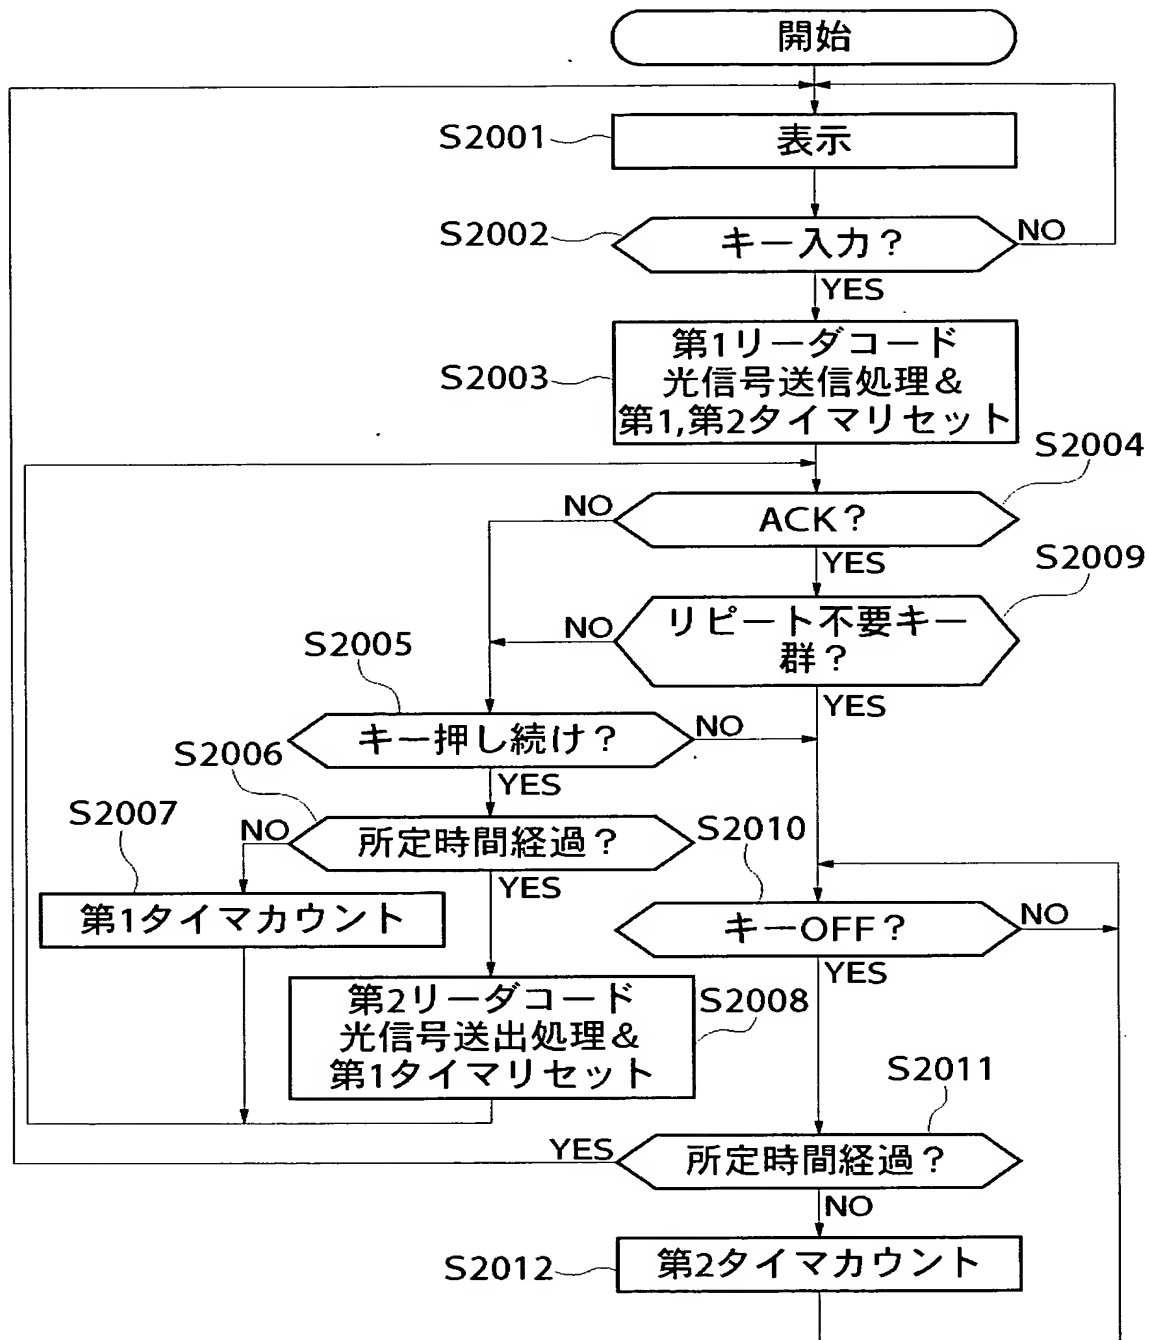 開始
S2001
表示
S2002
キー入力？
NO
YES
S2003
第1リーダコード
光信号送信処理＆
第1,第2タイマリセット
S2004
NO
ACK？
YES
S2009
NO
リピート不要キー
群？
YES
S2005
キー押し続け？
NO
YES
S2006
S2007
NO
所定時間経過？
YES
第1タイマカウント
S2010
キーOFF？
NO
YES
第2リーダコード
光信号送出処理＆
第1タイマリセット
S2008
S2011
YES
所定時間経過？
NO
S2012
第2タイマカウント